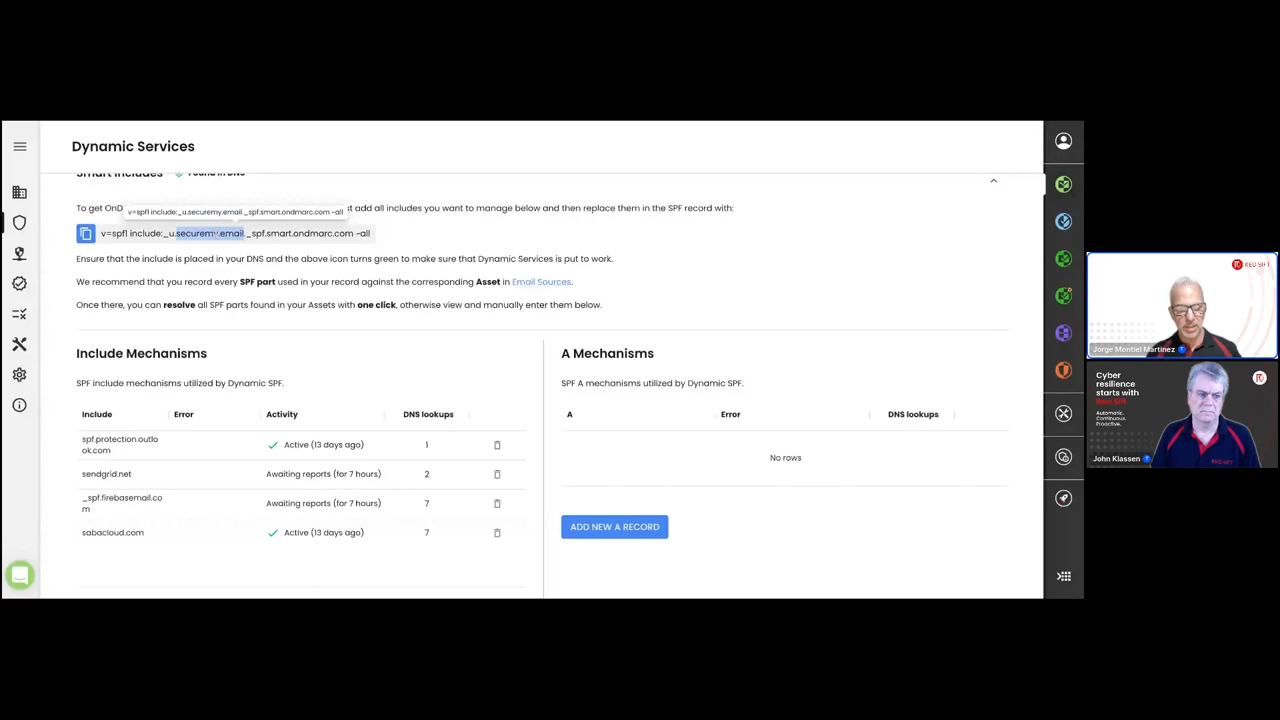 Dynamic Services
Smart Includes Found in DNS
To get OnD t add all includes you want to manage below and then replace them in the SPF record with:
v=spf1 include:_u.securemy.email._spf.smart.ondmarc.com ~all
v=spf1 include:_u.securemy.email._spf.smart.ondmarc.com ~all
Ensure that the include is placed in your DNS and the above icon turns green to make sure that Dynamic Services is put to work.
We recommend that you record every SPF part used in your record against the corresponding Asset in Email Sources.
Once there, you can resolve all SPF parts found in your Assets with one click, otherwise view and manually enter them below.
Include Mechanisms
SPF include mechanisms utilized by Dynamic SPF.
Include Error Activity DNS lookups
spf.protection.outlo
ok.com
Active (13 days ago) 1
sendgrid.net Awaiting reports (for 7 hours) 2
_spf.firebasemail.co
m
Awaiting reports (for 7 hours) 7
sabacloud.com Active (13 days ago) 7
A Mechanisms
SPF A mechanisms utilized by Dynamic SPF.
A Error DNS lookups
No rows
ADD NEW A RECORD
RED SIFT
Jorge Montiel Martinez
Cyber
resilience
starts with
Red Sift
Automatic.
Continuous.
Proactive.
RED SIFT
John Klassen